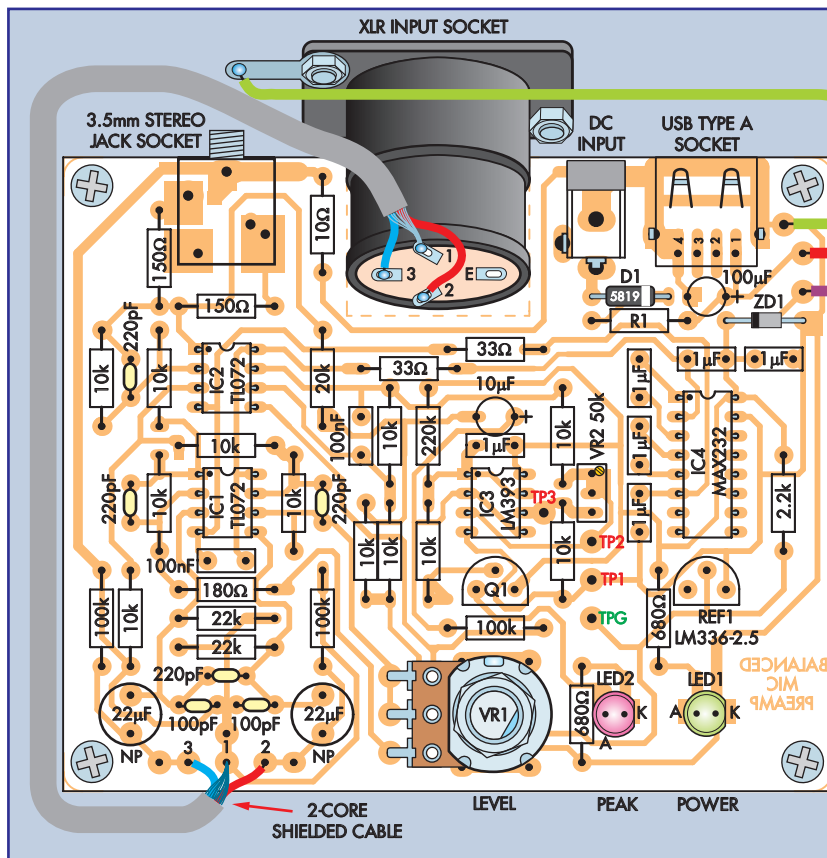 XLR INPUT SOCKET
3.5mm STEREO
JACK SOCKET
DC
INPUT
USB TYPE A
SOCKET
1
3
2
E
4
3
2
1
10Ω
150Ω
150Ω
D1
5819
100µF
+
ZD1
R1
220pF
10k
10k
IC2
TL072
20k
33Ω
33Ω
10µF
+
1µF
1µF
1µF
100nF
10k
220k
1µF
10k
VR2 50k
1µF
IC4
MAX232
10k
220pF
10k
IC1
TL072
10k
220pF
IC3
LM393
TP3
1µF
2.2k
100nF
10k
10k
10k
10k
TP2
180Ω
Q1
TP1
100k
10k
22k
100k
22k
100k
TPG
680Ω
REF1
LM336-2.5
220pF
22µF
NP
100pF
100pF
22µF
NP
VR1
680Ω
LED2
K
A
LED1
A
K
BALANCED
MIC
PREAMP
3
1
2
2-CORE
SHIELDED CABLE
LEVEL
PEAK
POWER